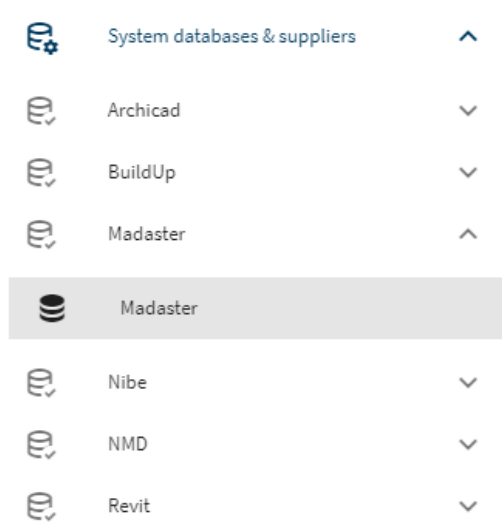 System databases & suppliers
Archicad
BuildUp
Madaster
Madaster
Nibe
NMD
Revit